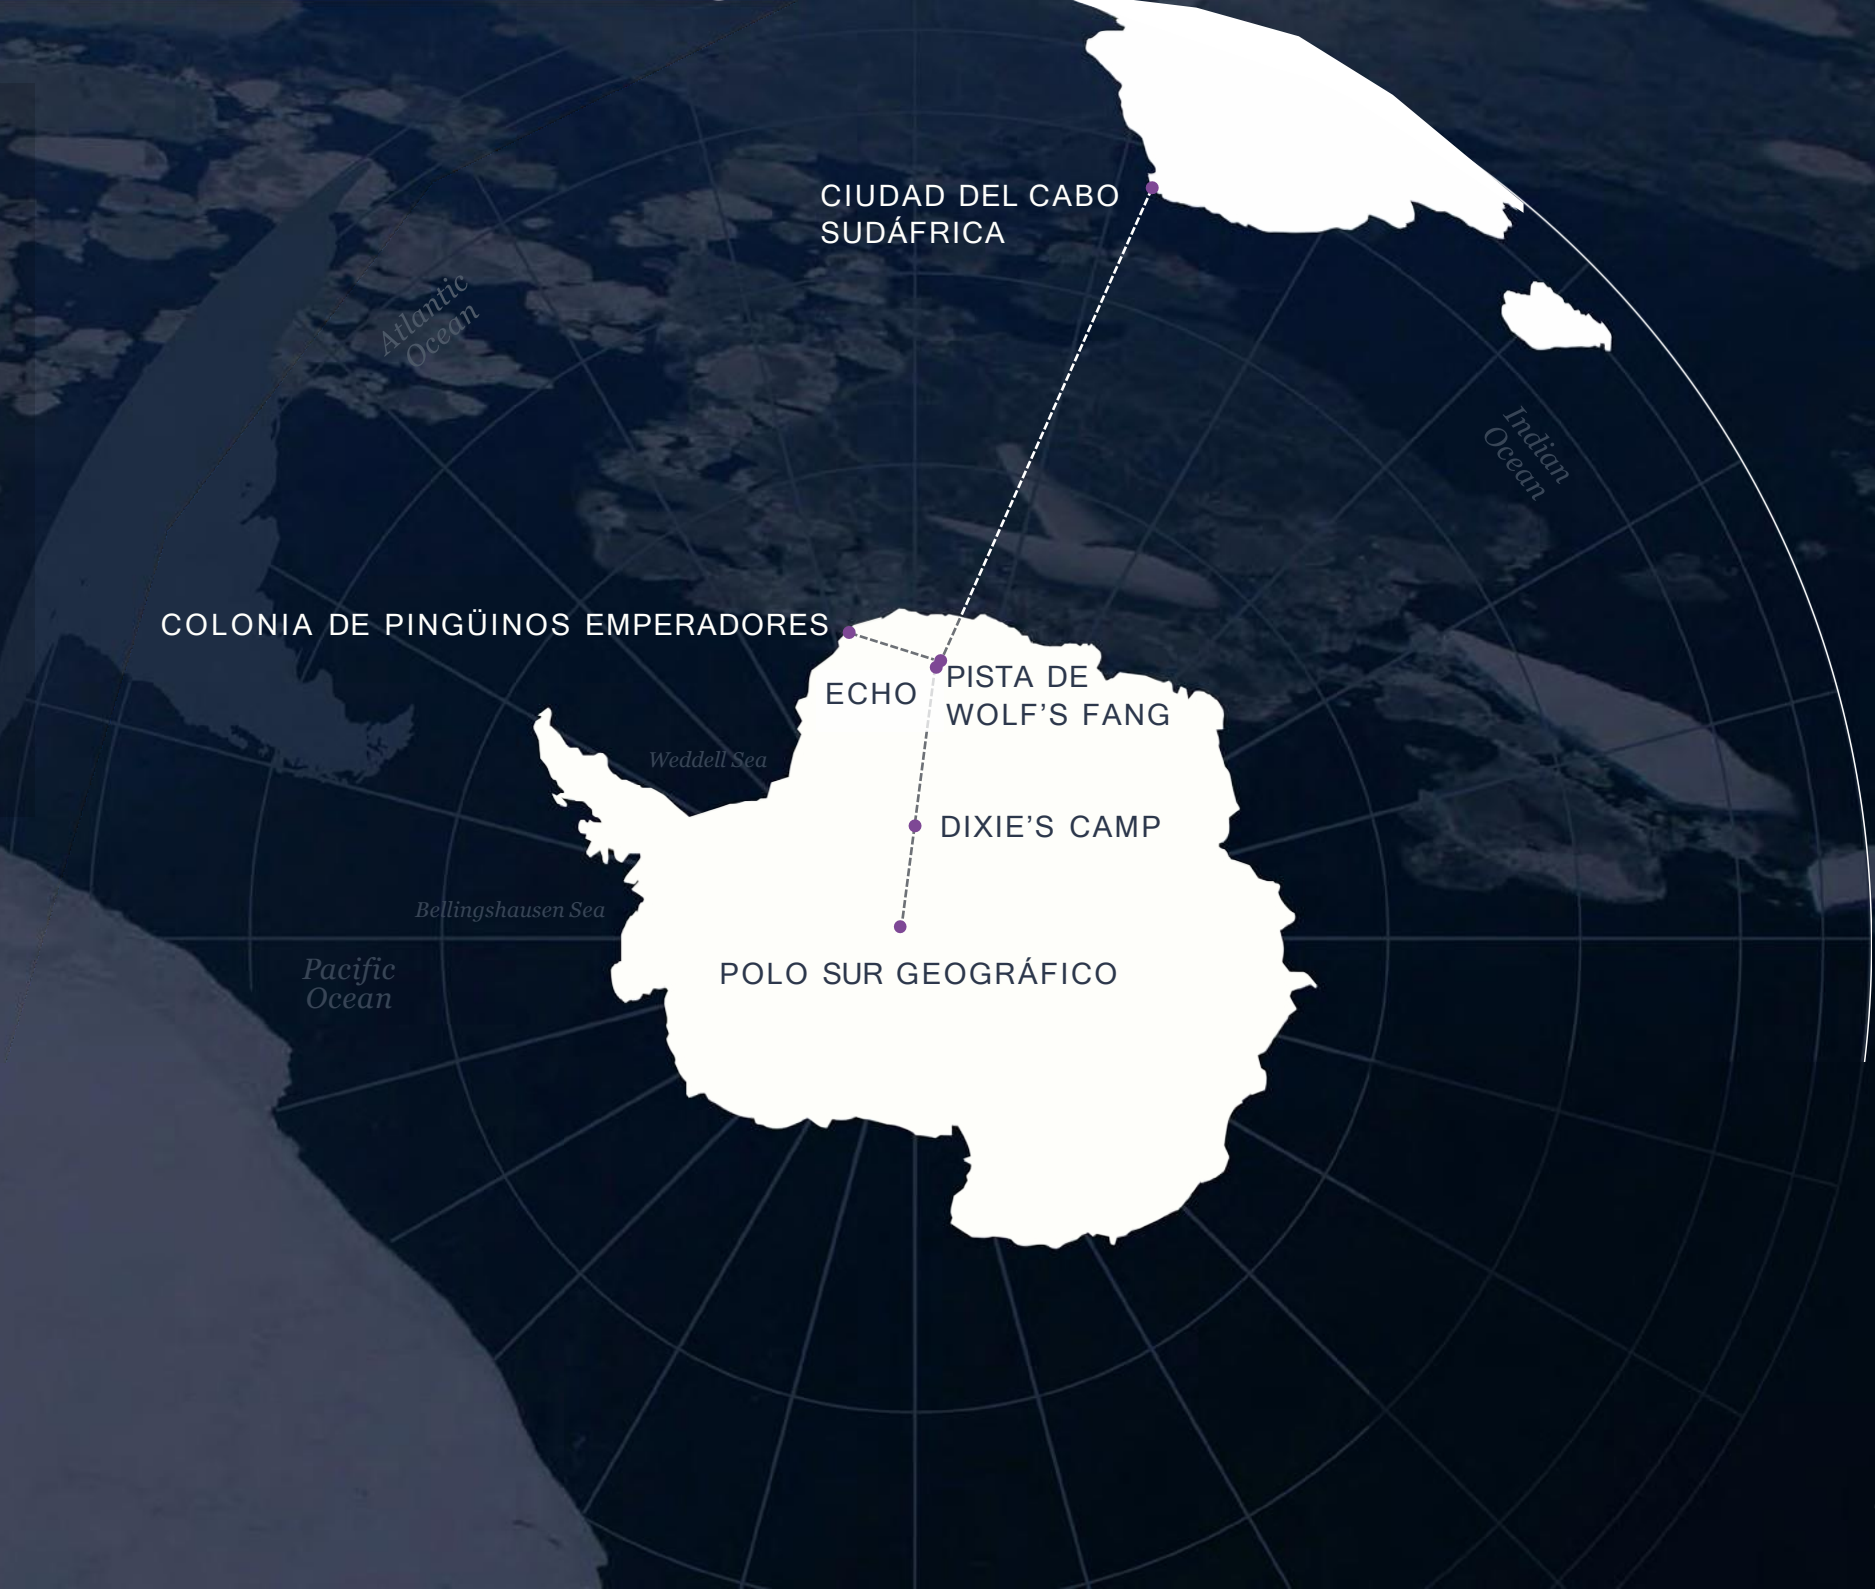 CIUDAD DEL CABO
SUDÁFRICA
Atlantic
Ocean
Indian
Ocean
COLONIA DE PINGÜINOS EMPERADORES
ECHO
PISTA DE
WOLF’S FANG
Weddell Sea
DIXIE’S CAMP
Bellingshausen Sea
Pacific
Ocean
POLO SUR GEOGRÁFICO